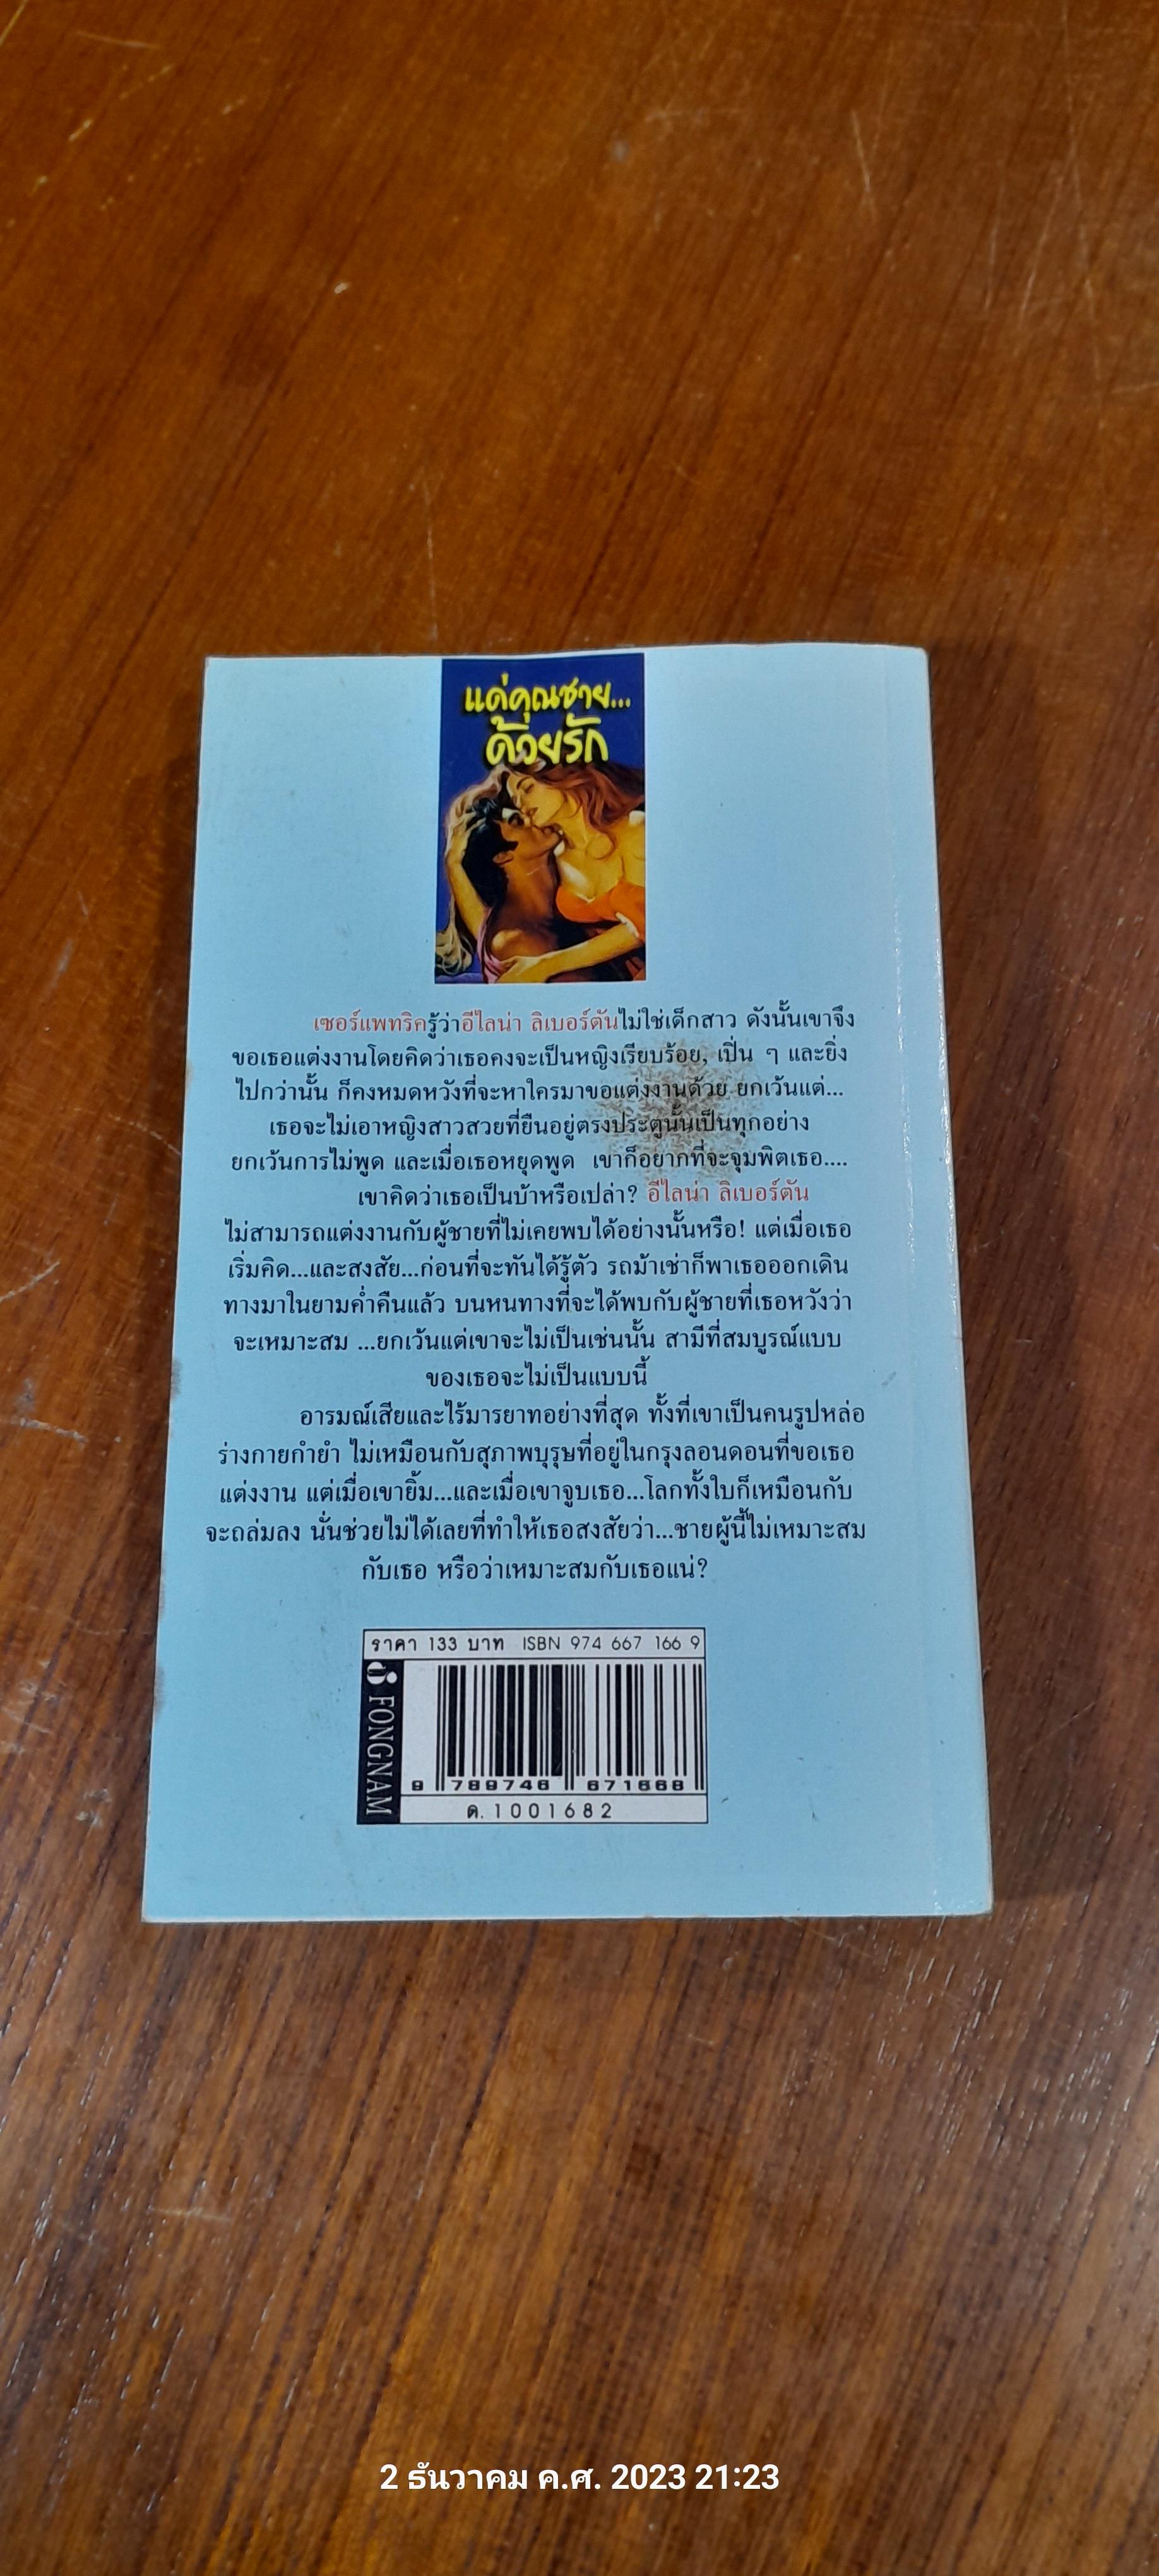 แด่คุณชาย...
ด้วยรัก
เซอร์แพทริครู้ว่าอีไลน่า ลิเบอร์ตันไม่ใช่เด็กสาว ดังนั้นเขาจึง
ขอเธอแต่งงานโดยคิดว่าเธอคงจะเป็นหญิงเรียบร้อย, เปิ่น ๆ และยิ่ง
ไปกว่านั้น ก็คงหมดหวังที่จะหาใครมาขอแต่งงานด้วย ยกเว้นแต่...
เธอจะไม่เอาหญิงสาวสวยที่ยืนอยู่ตรงประตูนั้นเป็นทุกอย่าง
ยกเว้นการไม่พูด และเมื่อเธอหยุดพูด เขาก็อยากที่จะจุมพิตเธอ....
เขาคิดว่าเธอเป็นบ้าหรือเปล่า? อีไลน่า ลิเบอร์ตัน
ไม่สามารถแต่งงานกับผู้ชายที่ไม่เคยพบได้อย่างนั้นหรือ! แต่เมื่อเธอ
เริ่มคิด...และสงสัย...ก่อนที่จะทันได้รู้ตัว รถม้าเช่าก็พาเธอออกเดิน
ทางมาในยามค่ำคืนแล้ว บนหนทางที่จะได้พบกับผู้ชายที่เธอหวังว่า
จะเหมาะสม ...ยกเว้นแต่เขาจะไม่เป็นเช่นนั้น สามีที่สมบูรณ์แบบ
ของเธอจะไม่เป็นแบบนี้
อารมณ์เสียและไร้มารยาทอย่างที่สุด ทั้งที่เขาเป็นคนรูปหล่อ
ร่างกายกำยำ ไม่เหมือนกับสุภาพบุรุษที่อยู่ในกรุงลอนดอนที่ขอเธอ
แต่งงาน แต่เมื่อเขายิ้ม...และเมื่อเขาจูบเธอ...โลกทั้งใบก็เหมือนกับ
จะถล่มลง นั่นช่วยไม่ได้เลยที่ทำให้เธอสงสัยว่า...ชายผู้นี้ไม่เหมาะสม
กับเธอ หรือว่าเหมาะสมกับเธอแน่?
ราคา 133 บาท ISBN 974 667 166 9
FONGNAM
9 789746 671668
ด.1001682
2 ธันวาคม ค.ศ. 2023 21:23